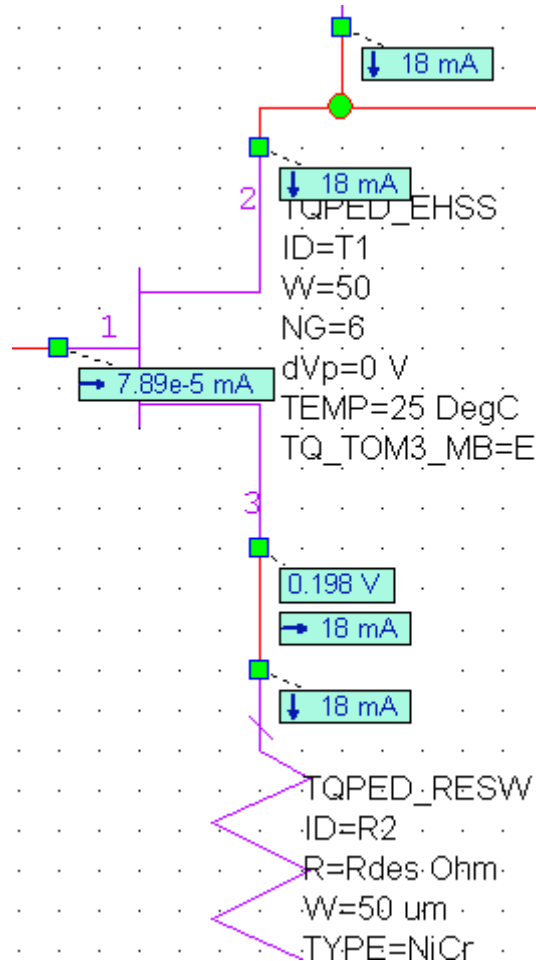 18 mA
2
18 mA
TQPED_EHSS
ID=T1
W=50
NG=6
1
7.89e-5 mA
dVp=0 V
TEMP=25 DegC
TQ_TOM3_MB=E
3
0.198 V
18 mA
18 mA
TQPED_RESW
ID=R2
R=Rdes Ohm
W=50 um
TYPE=NiCr